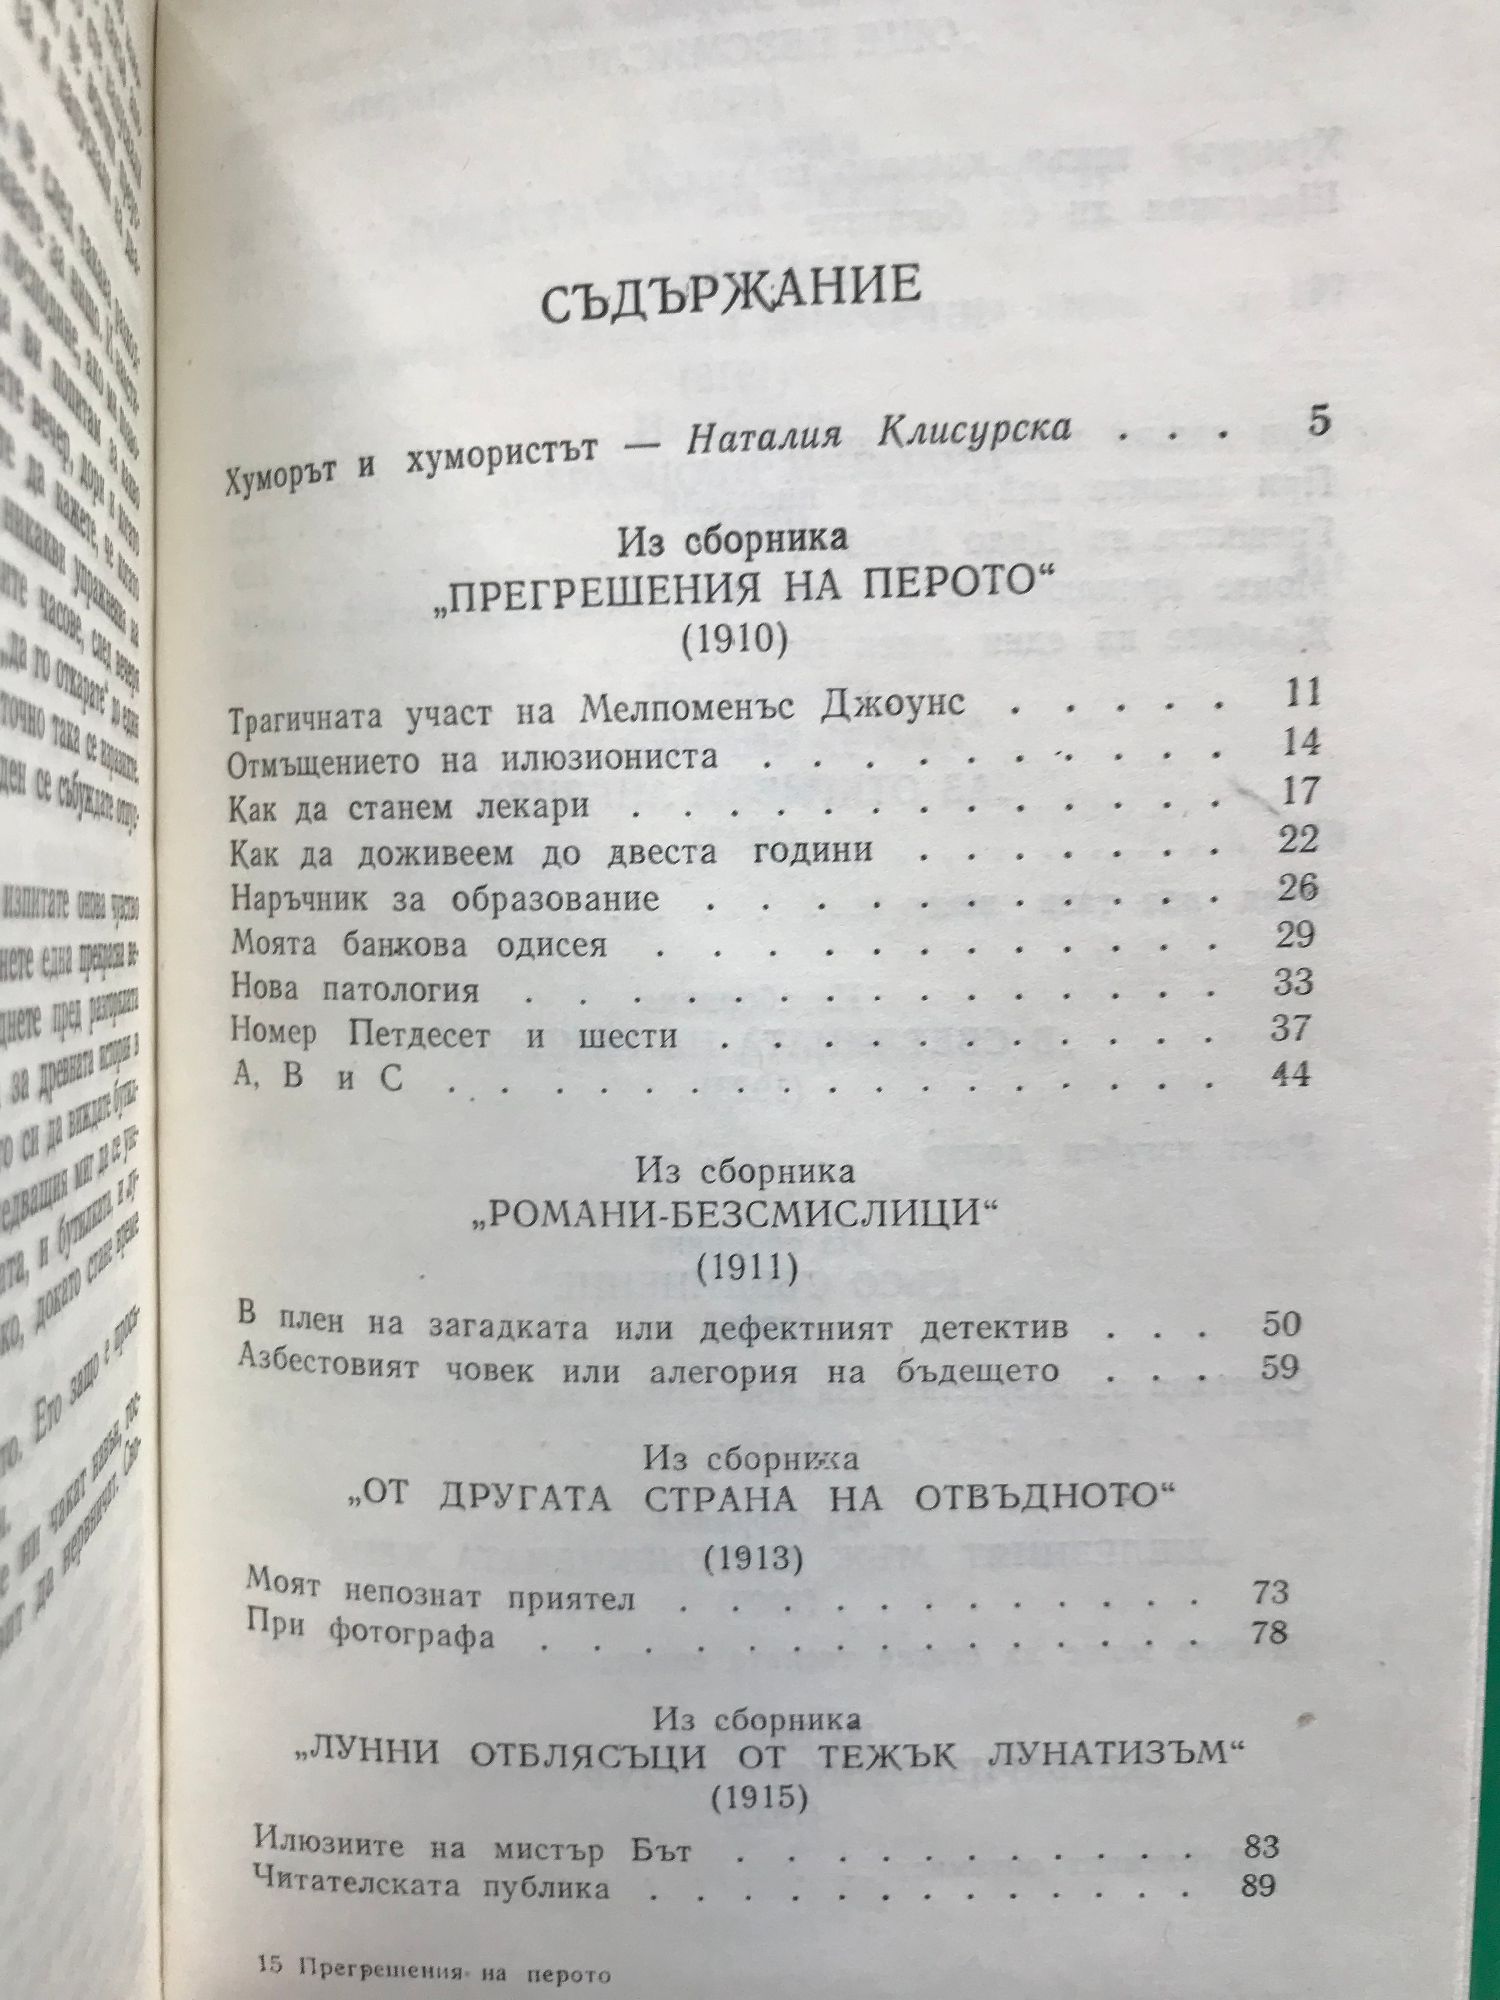 СЪДЪРЖАНИЕ
Хуморът и хумористът — Наталия Клисурска . . . 5
Из сборника
„ПРЕГРЕШЕНИЯ НА ПЕРОТО“
(1910)
Трагичната участ на Мелпоменъс Джоунс . . . . . 11
Отмъщението на илюзиониста . . . . . . . . . . 14
Как да станем лекари . . . . . . . . . . . . 17
Как да доживеем до двеста години . . . . . . . 22
Наръчник за образование . . . . . . . . . . . 26
Моята банкова одисея . . . . . . . . . . . . 29
Нова патология . . . . . . . . . . . . . . 33
Номер Петдесет и шести . . . . . . . . . . 37
А, В и С . . . . . . . . . . . . . . . . 44
Из сборника
„РОМАНИ-БЕЗСМИСЛИЦИ“
(1911)
В плен на загадката или дефектният детектив . . . 50
Азбестовият човек или алегория на бъдещето . . . 59
Из сборника
„ОТ ДРУГАТА СТРАНА НА ОТВЪДНОТО“
(1913)
Моят непознат приятел . . . . . . . . . . . 73
При фотографа . . . . . . . . . . . . . . 78
Из сборника
„ЛУННИ ОТБЛЯСЪЦИ ОТ ТЕЖЪК ЛУНАТИЗЪМ“
(1915)
Илюзиите на мистър Бът . . . . . . . . . . 83
Читателската публика . . . . . . . . . . . . 89
15 Прегрешения на перото